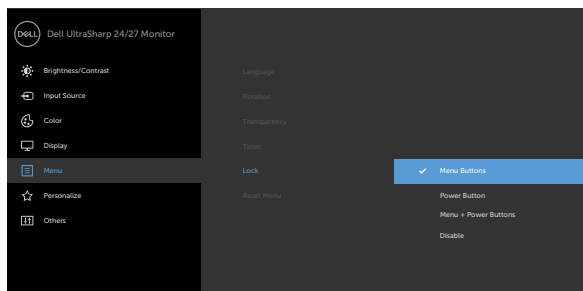 DELL Dell UltraSharp 24/27 Monitor
Brightness/Contrast
Input Source
Color
Display
Menu
Personalize
Others
Language
Rotation
Transparency
Timer
Lock
Reset Menu
Menu Buttons
Power Button
Menu + Power Buttons
Disable